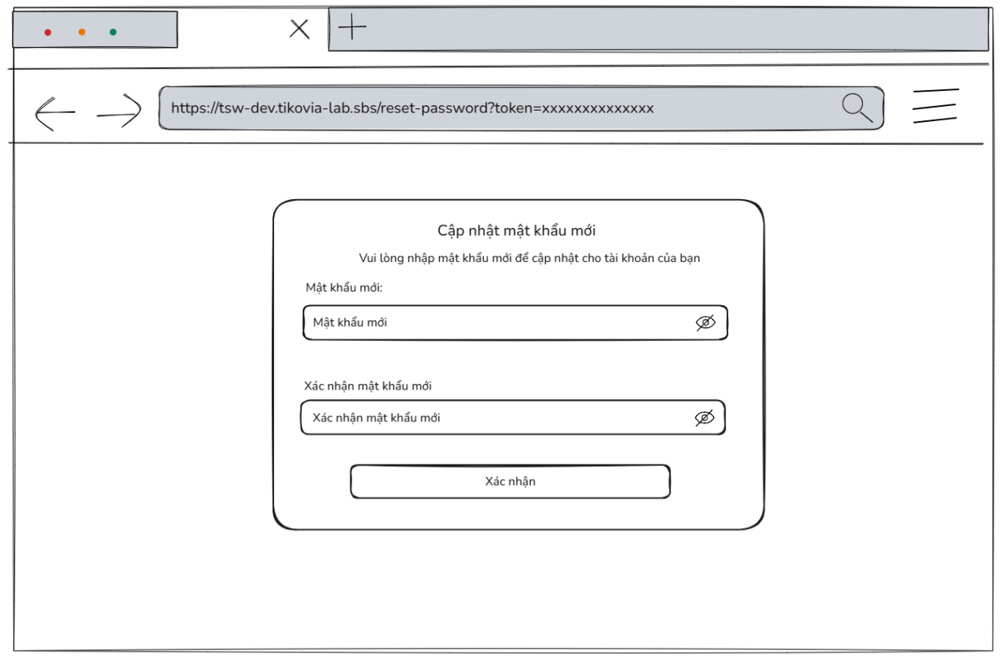 https://tsw-dev.tikovia-lab.sbs/reset-password?token=xxxxxxxxxxxxxx
Cập nhật mật khẩu mới
Vui lòng nhập mật khẩu mới để cập nhật cho tài khoản của bạn
Mật khẩu mới:
Mật khẩu mới
Xác nhận mật khẩu mới
Xác nhận mật khẩu mới
Xác nhận